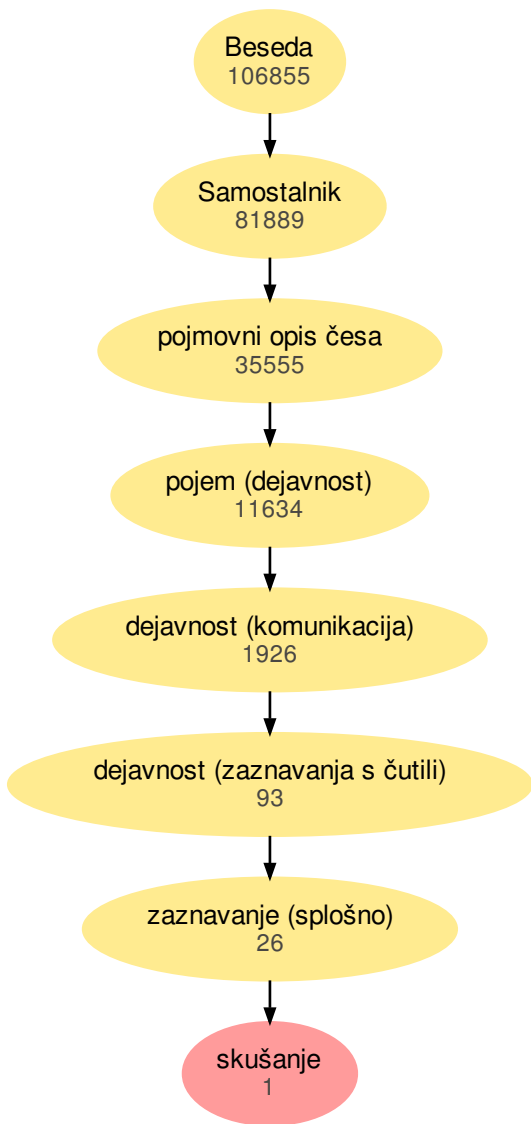 Beseda
106855
Samostalnik
81889
pojmovni opis česa
35555
pojem (dejavnost)
11634
dejavnost (komunikacija)
1926
dejavnost (zaznavanja s čutili)
93
zaznavanje (splošno)
26
skušanje
1